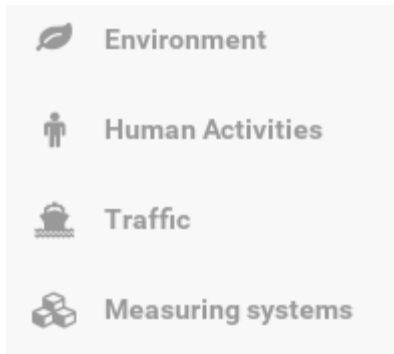 Environment
Human Activities
Traffic
Measuring systems